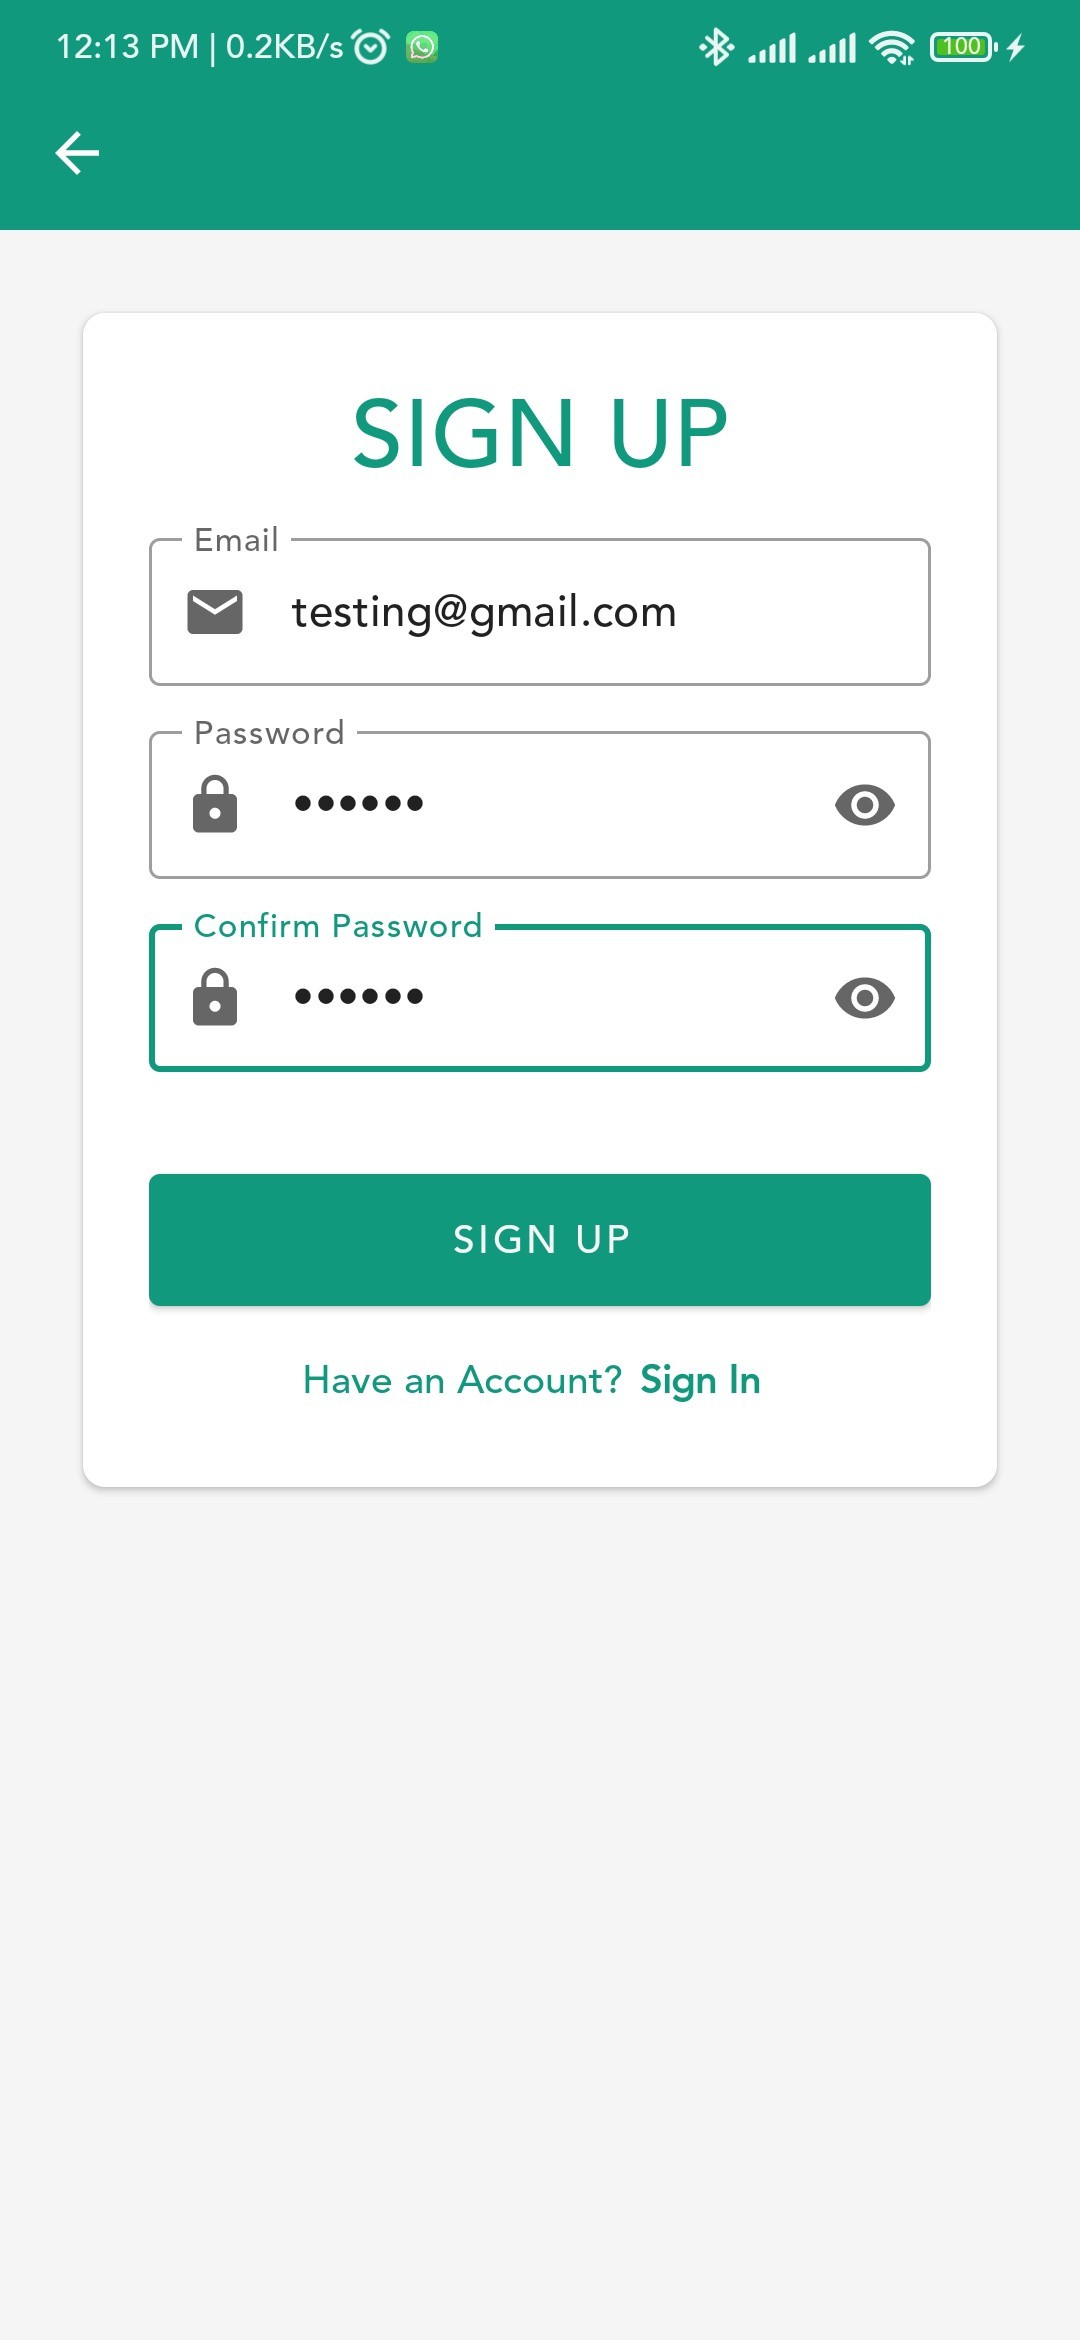 12:13 PM | 0.2KB/s 100
SIGN UP
Email
testing@gmail.com
Password
••••••
Confirm Password
••••••
SIGN UP
Have an Account? Sign In